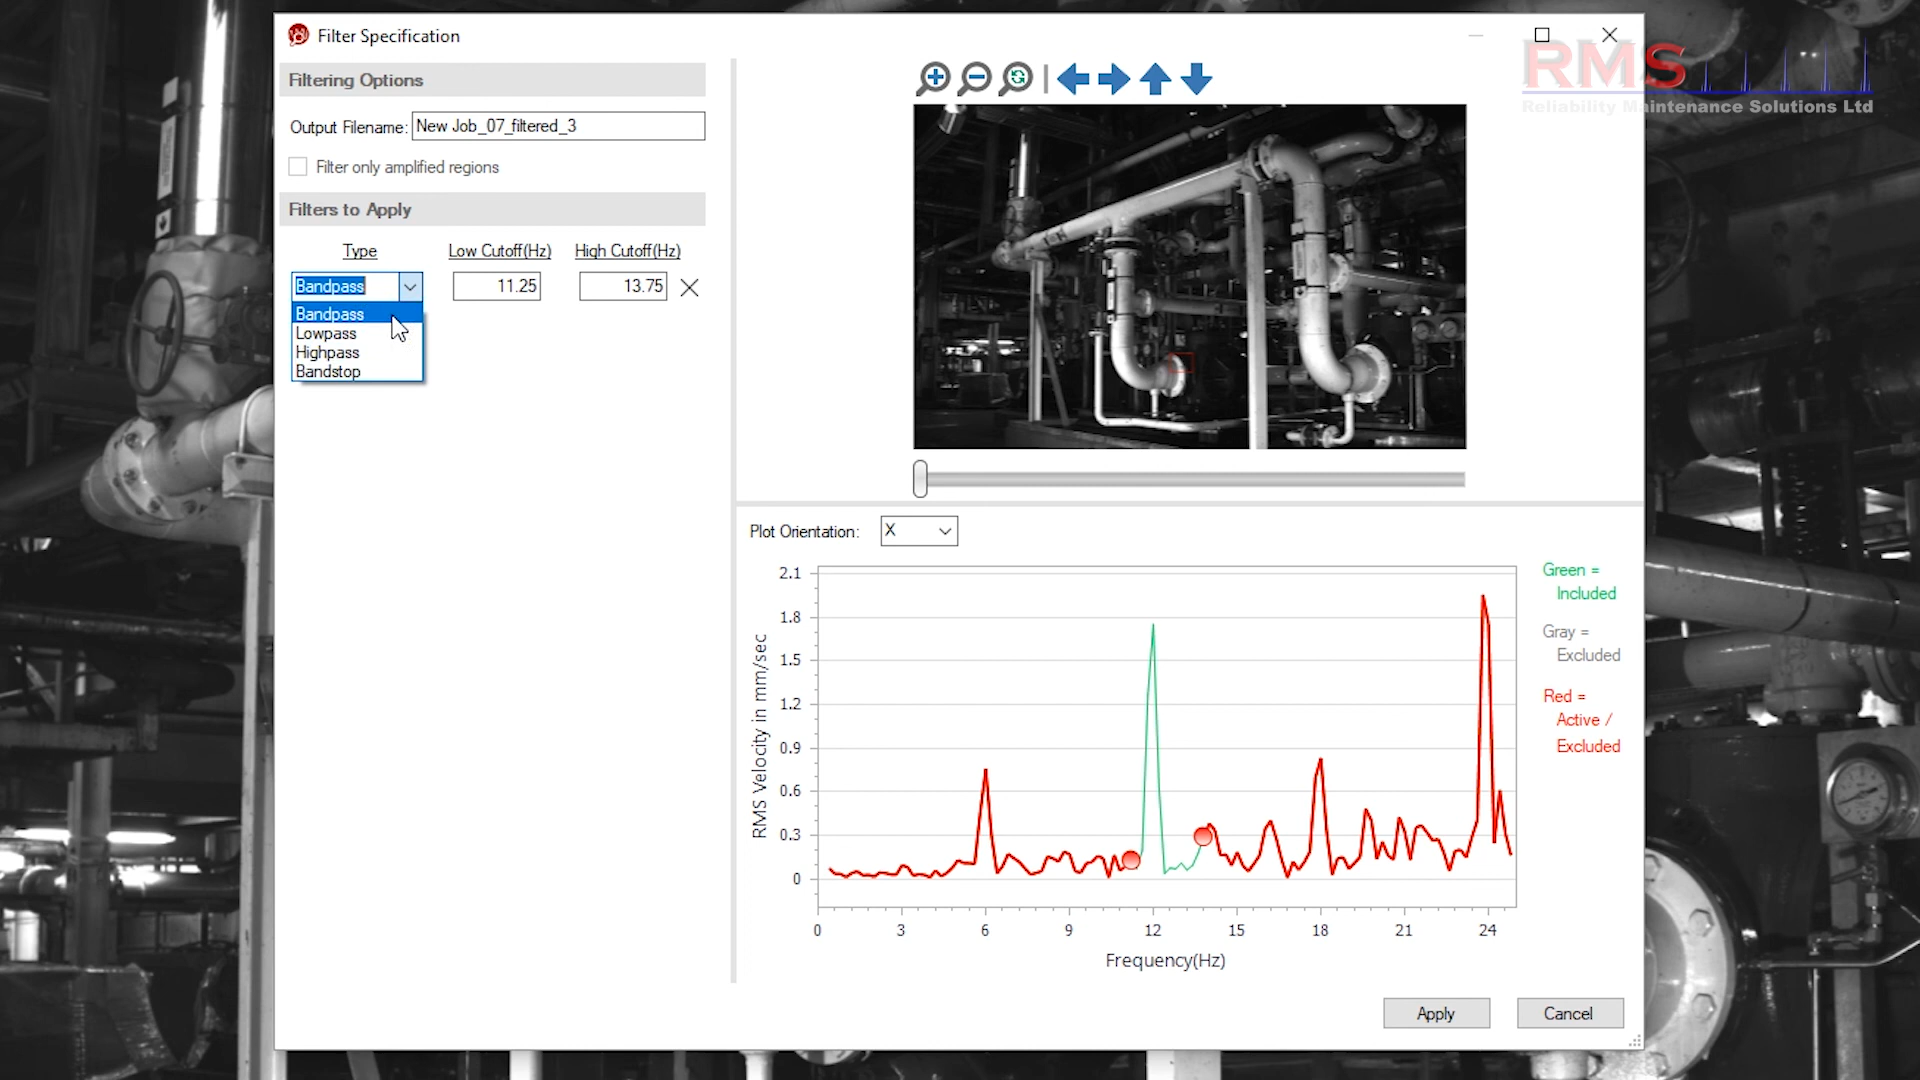 Filter Specification
RMS
Reliability Maintenance Solutions Ltd
Filtering Options
Output Filename: New Job_07_filtered_3
Filter only amplified regions
Filters to Apply
Type Low Cutoff(Hz) High Cutoff(Hz)
Bandpass 11.25 13.75
Bandpass
Lowpass
Highpass
Bandstop
Plot Orientation: X
RMS Velocity in mm/sec
2.1
1.8
1.5
1.2
0.9
0.6
0.3
0
0 3 6 9 12 15 18 21 24
Frequency(Hz)
Green =
Included
Gray =
Excluded
Red =
Active /
Excluded
Apply Cancel